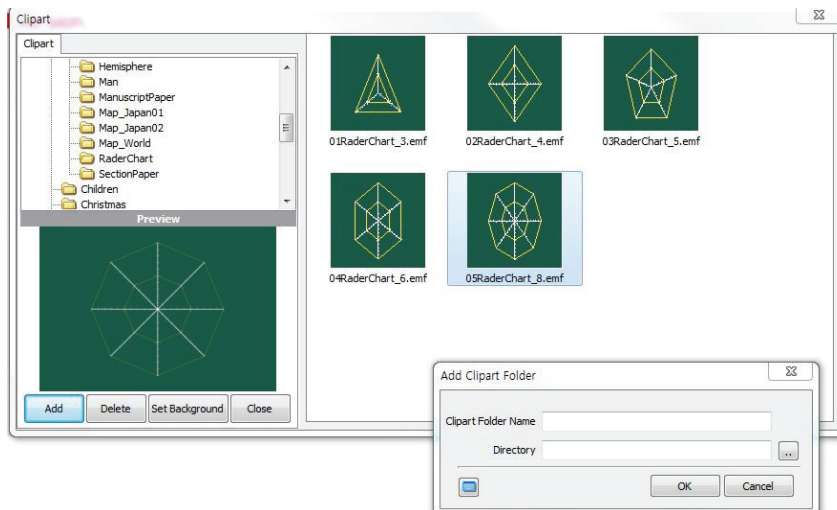 Clipart
Clipart
Hemisphere
Man
ManuscriptPaper
Map_Japan01
Map_Japan02
Map_World
RaderChart
SectionPaper
Children
Christmas
Preview
Add Delete Set Background Close
01RaderChart_3.emf 02RaderChart_4.emf 03RaderChart_5.emf
04RaderChart_6.emf 05RaderChart_8.emf
Add Clipart Folder
Clipart Folder Name
Directory ..
OK Cancel